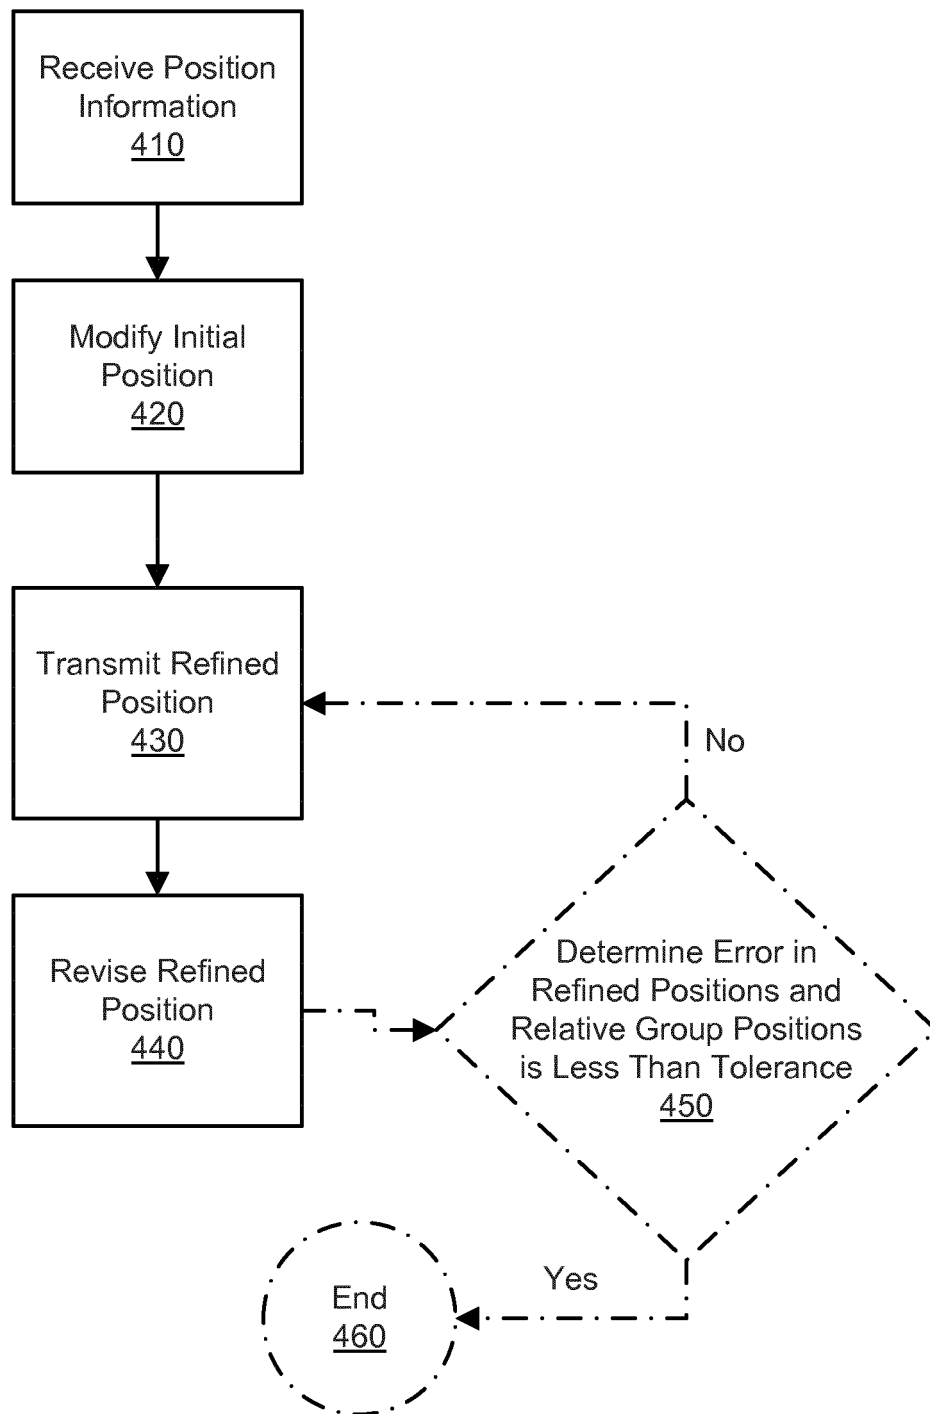 Receive Position
Information
410
Modify Initial
Position
420
Transmit Refined
Position
430
No
Revise Refined
Position
440
Determine Error in
Refined Positions and
Relative Group Positions
is Less Than Tolerance
450
Yes
End
460